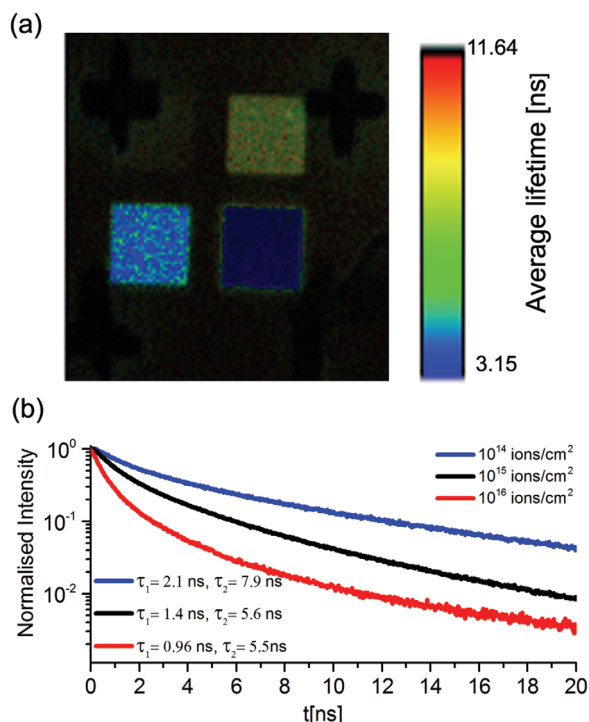 (a)
11.64
Average lifetime [ns]
3.15
(b)
Normalised Intensity
10⁰
10⁻¹
10⁻²
10¹⁴ ions/cm²
10¹⁵ ions/cm²
10¹⁶ ions/cm²
τ₁= 2.1 ns, τ₂= 7.9 ns
τ₁= 1.4 ns, τ₂= 5.6 ns
τ₁= 0.96 ns, τ₂= 5.5ns
0 2 4 6 8 10 12 14 16 18 20
t[ns]